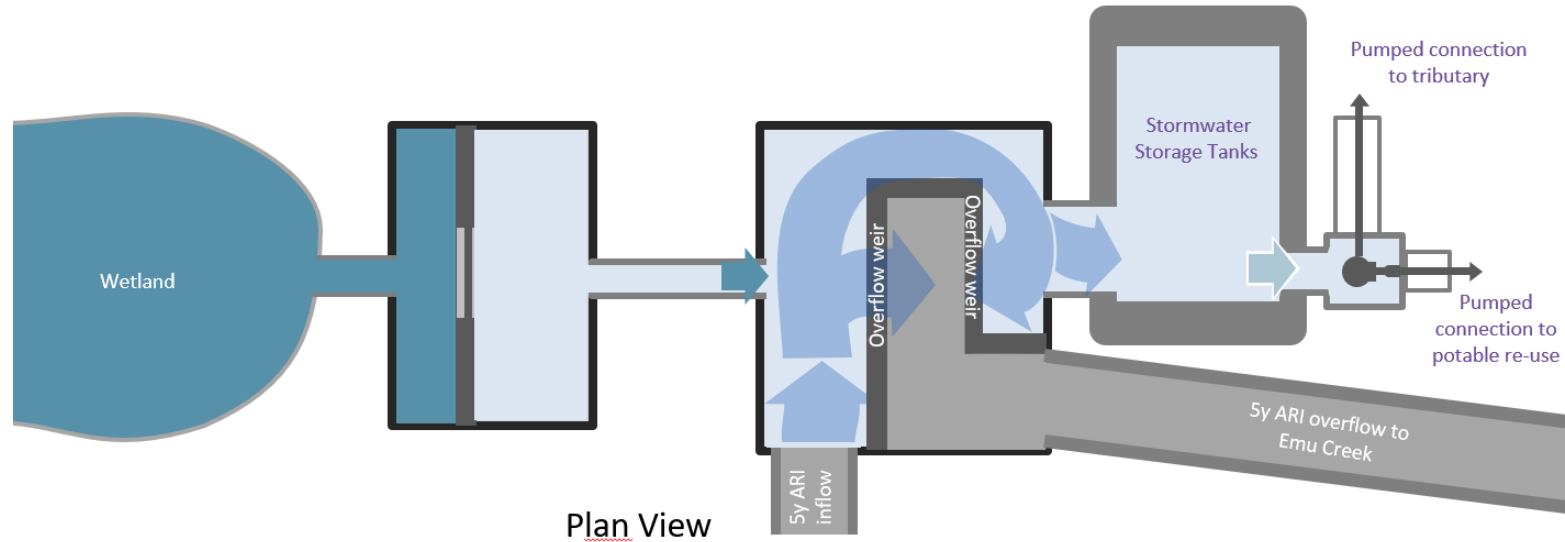 Wetland
Overflow weir
Overflow weir
Stormwater
Storage Tanks
Pumped connection
to tributary
Pumped
connection to
potable re-use
5y ARI overflow to
Emu Creek
5y ARI
inflow
Plan View